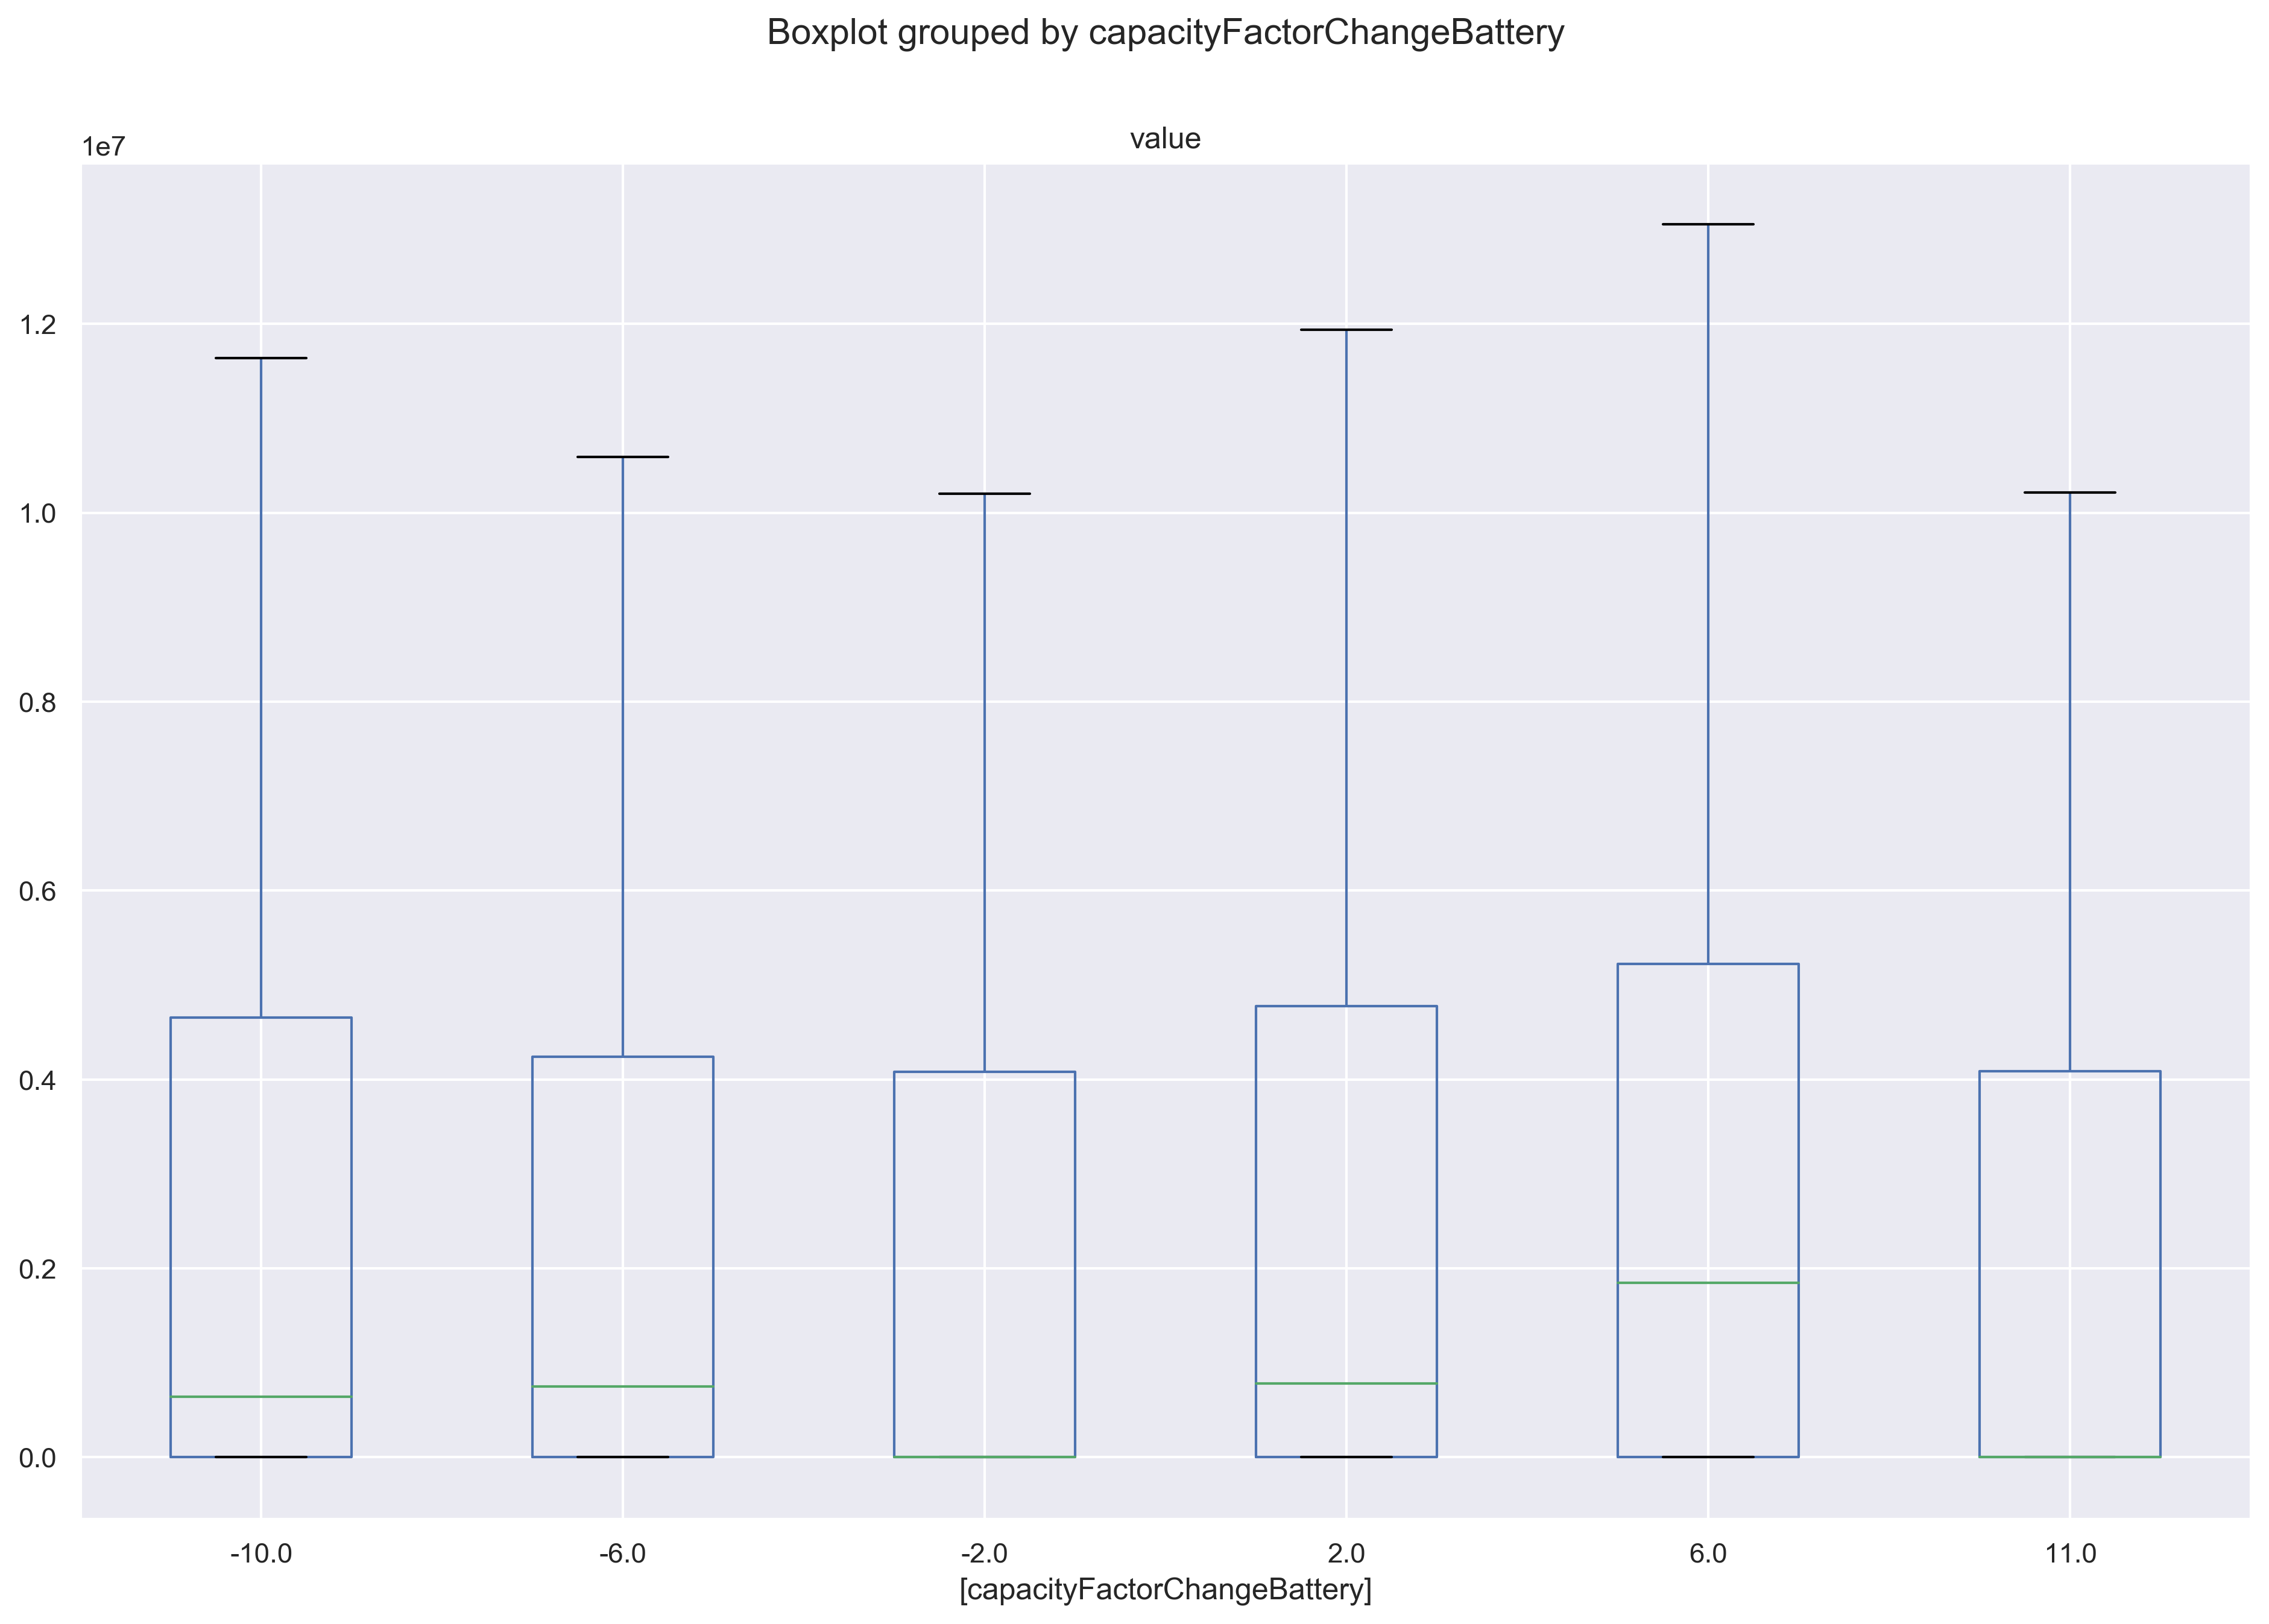 Boxplot grouped by capacityFactorChangeBattery
value
1e7
1.2
1.0
0.8
0.6
0.4
0.2
0.0
-10.0 -6.0 -2.0 2.0 6.0 11.0
[capacityFactorChangeBattery]